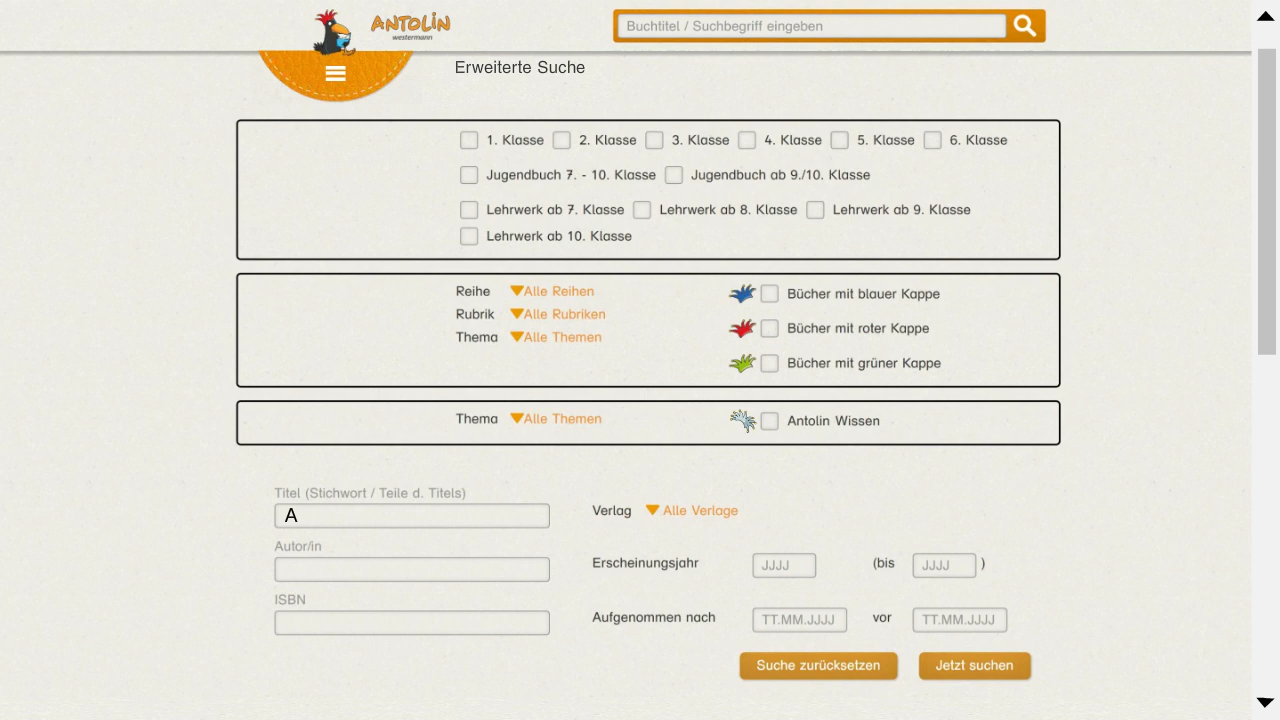 ANTOLIN
westermann
Buchtitel / Suchbegriff eingeben
Erweiterte Suche
1. Klasse 2. Klasse 3. Klasse 4. Klasse 5. Klasse 6. Klasse
Jugendbuch 7. - 10. Klasse Jugendbuch ab 9./10. Klasse
Lehrwerk ab 7. Klasse Lehrwerk ab 8. Klasse Lehrwerk ab 9. Klasse
Lehrwerk ab 10. Klasse
Reihe Alle Reihen
Rubrik Alle Rubriken
Thema Alle Themen
Bücher mit blauer Kappe
Bücher mit roter Kappe
Bücher mit grüner Kappe
Thema Alle Themen
Antolin Wissen
Titel (Stichwort / Teile d. Titels)
A
Autor/in
ISBN
Verlag Alle Verlage
Erscheinungsjahr JJJJ (bis JJJJ )
Aufgenommen nach TT.MM.JJJJ vor TT.MM.JJJJ
Suche zurücksetzen Jetzt suchen